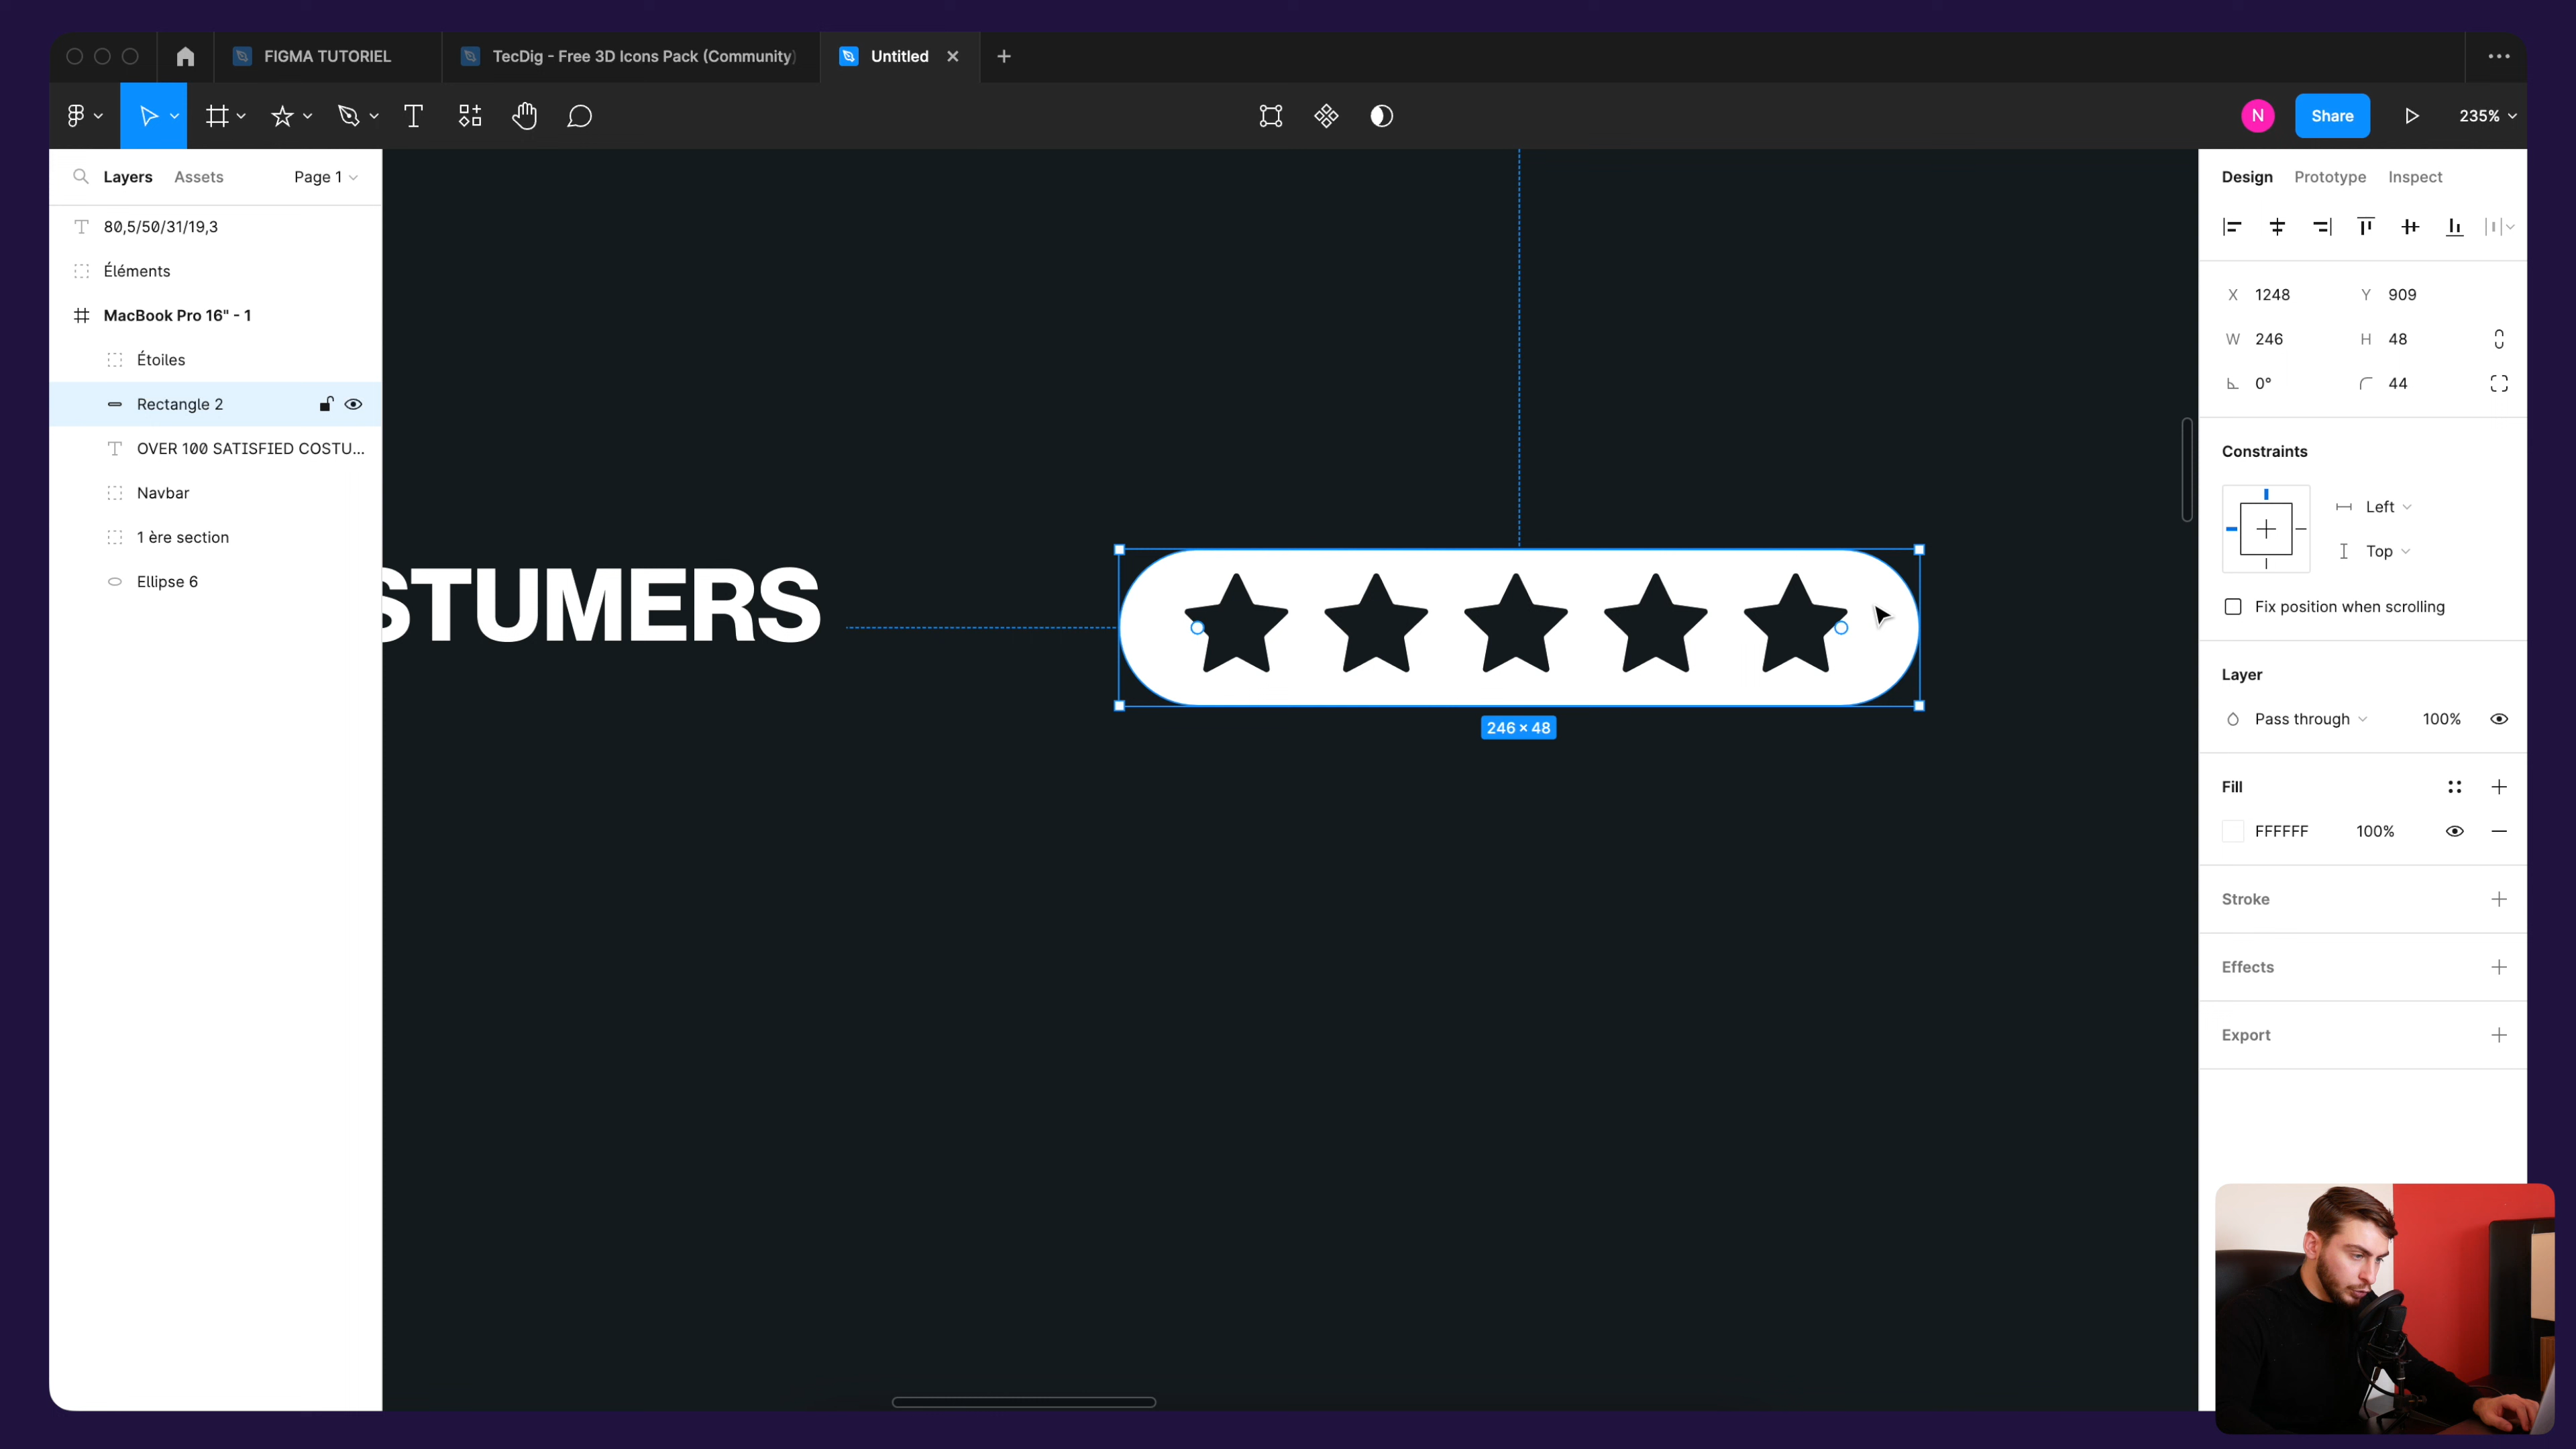 FIGMA TUTORIEL
TecDig - Free 3D Icons Pack (Community)
Untitled
N
Share
235%
Layers
Assets
Page 1
80,5/50/31/19,3
Éléments
MacBook Pro 16" - 1
Étoiles
Rectangle 2
OVER 100 SATISFIED COSTU...
Navbar
1 ère section
Ellipse 6
STUMERS
246 × 48
Design
Prototype
Inspect
X 1248
Y 909
W 246
H 48
0°
44
Constraints
Left
Top
Fix position when scrolling
Layer
Pass through
100%
Fill
FFFFFF
100%
Stroke
Effects
Export